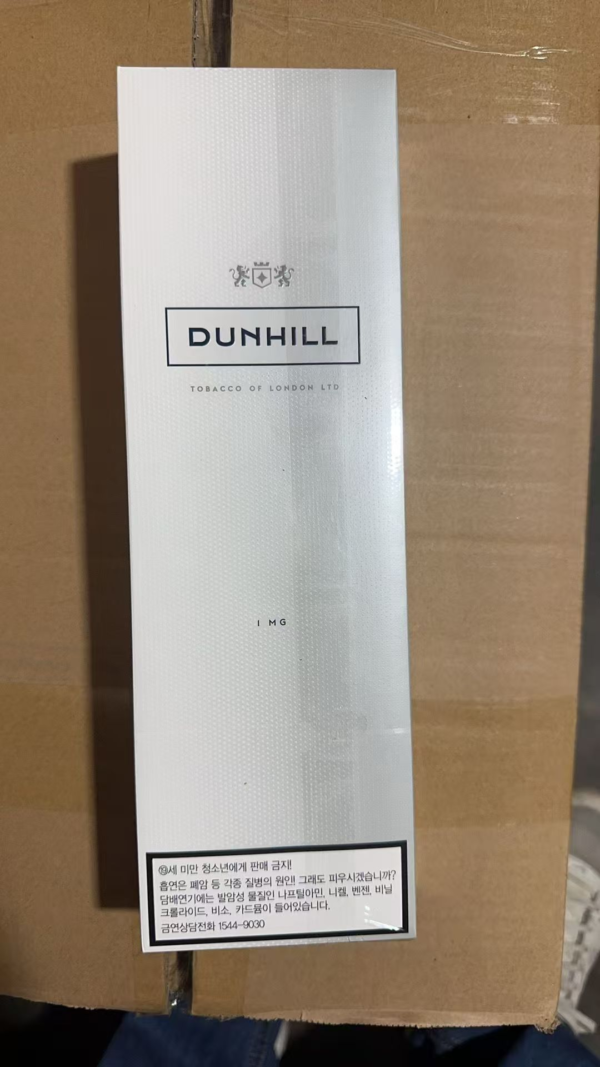 DUNHILL
TOBACCO OF LONDON LTD
1 MG
⑲세 미만 청소년에게 판매 금지!
흡연은 폐암 등 각종 질병의 원인! 그래도 피우시겠습니까?
담배연기에는 발암성 물질인 나프틸아민, 니켈, 벤젠, 비닐
크롤라이드, 비소, 카드뮴이 들어있습니다.
금연상담전화 1544-9030